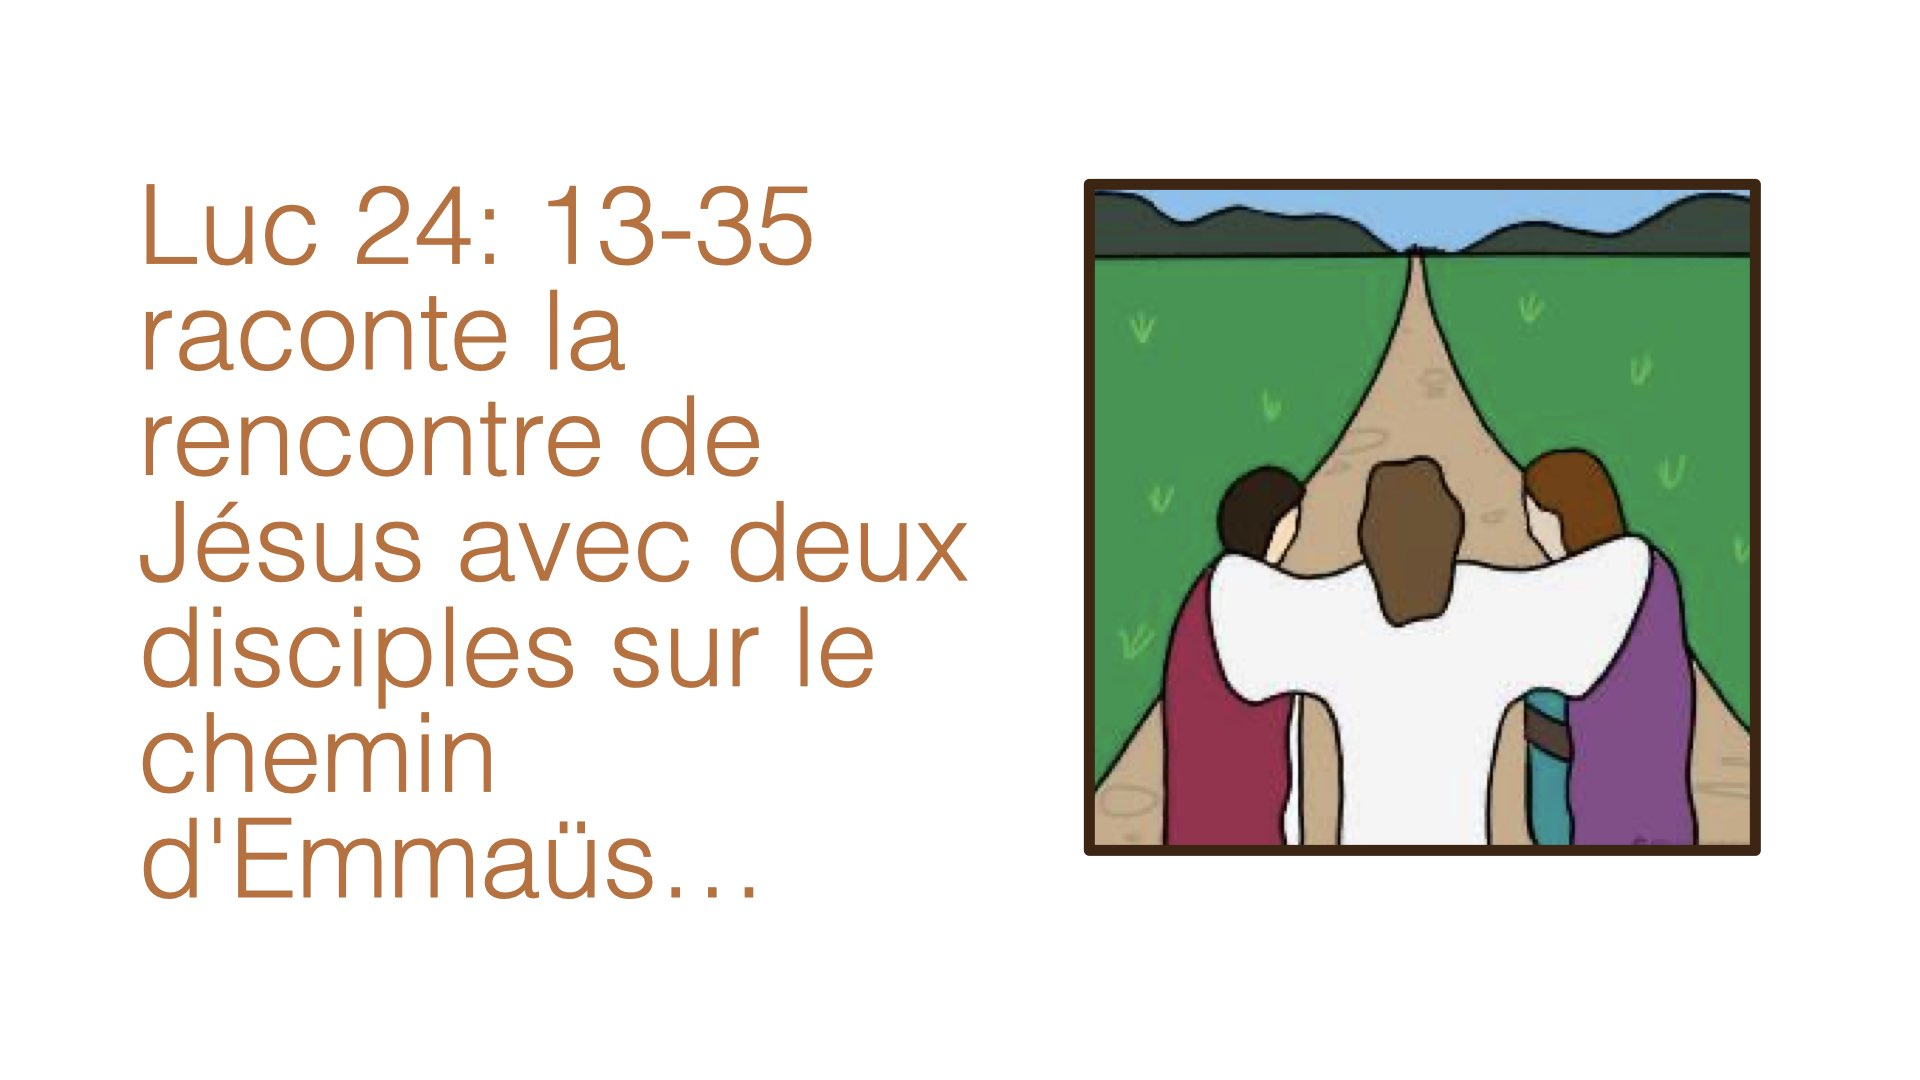 Luc 24: 13-35
raconte la
rencontre de
Jésus avec deux
disciples sur le
chemin
d'Emmaüs…